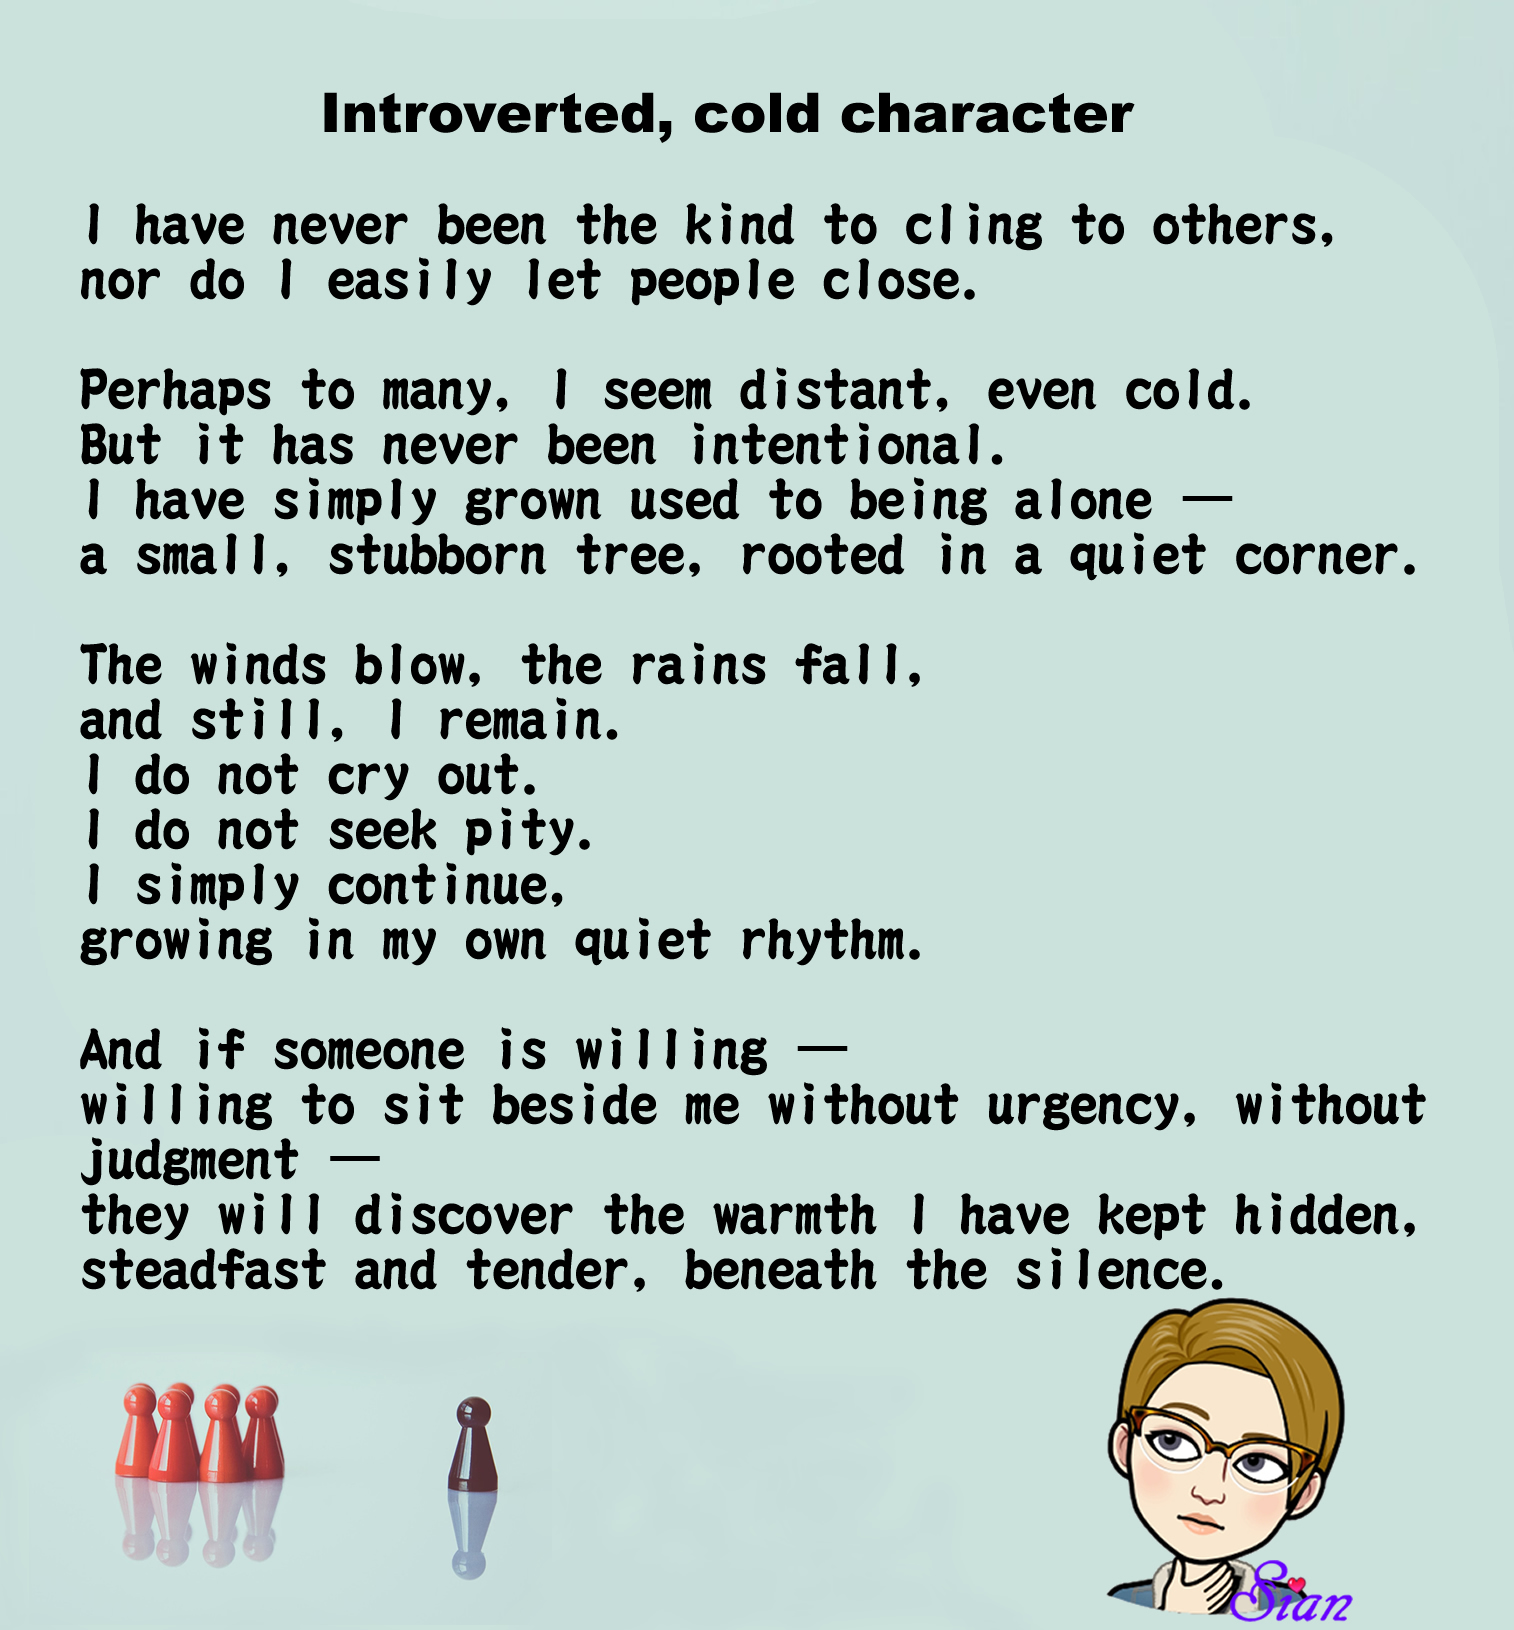 Introverted, cold character
I have never been the kind to cling to others,
nor do I easily let people close.
Perhaps to many, I seem distant, even cold.
But it has never been intentional.
I have simply grown used to being alone —
a small, stubborn tree, rooted in a quiet corner.
The winds blow, the rains fall,
and still, I remain.
I do not cry out.
I do not seek pity.
I simply continue,
growing in my own quiet rhythm.
And if someone is willing —
willing to sit beside me without urgency, without
judgment —
they will discover the warmth I have kept hidden,
steadfast and tender, beneath the silence.
Sian